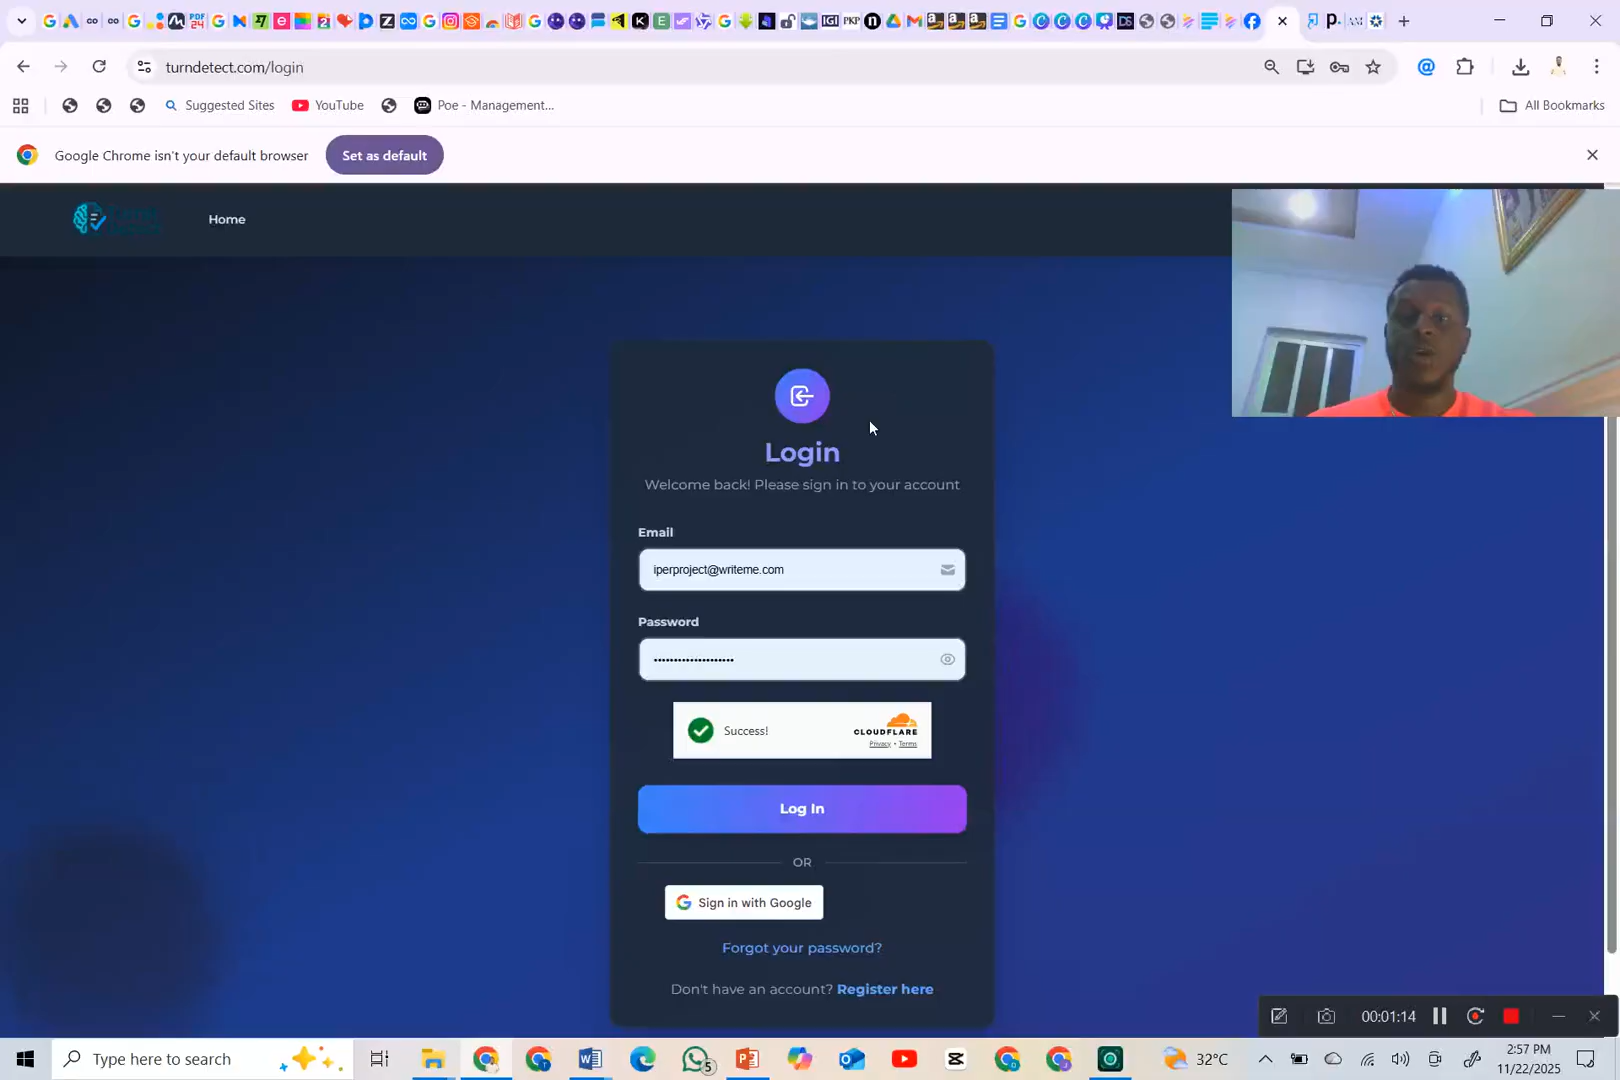 turndetect.com/login
Suggested Sites
YouTube
Poe - Management...
All Bookmarks
Google Chrome isn't your default browser
Set as default
Home
Login
Welcome back! Please sign in to your account
Email
iperproject@writeme.com
Password
••••••••••••••••••••
Success!
CLOUDFLARE
Privacy • Terms
Log In
OR
Sign in with Google
Forgot your password?
Don't have an account? Register here
00:01:14
Type here to search
5
32°C
2:57 PM
11/22/2025